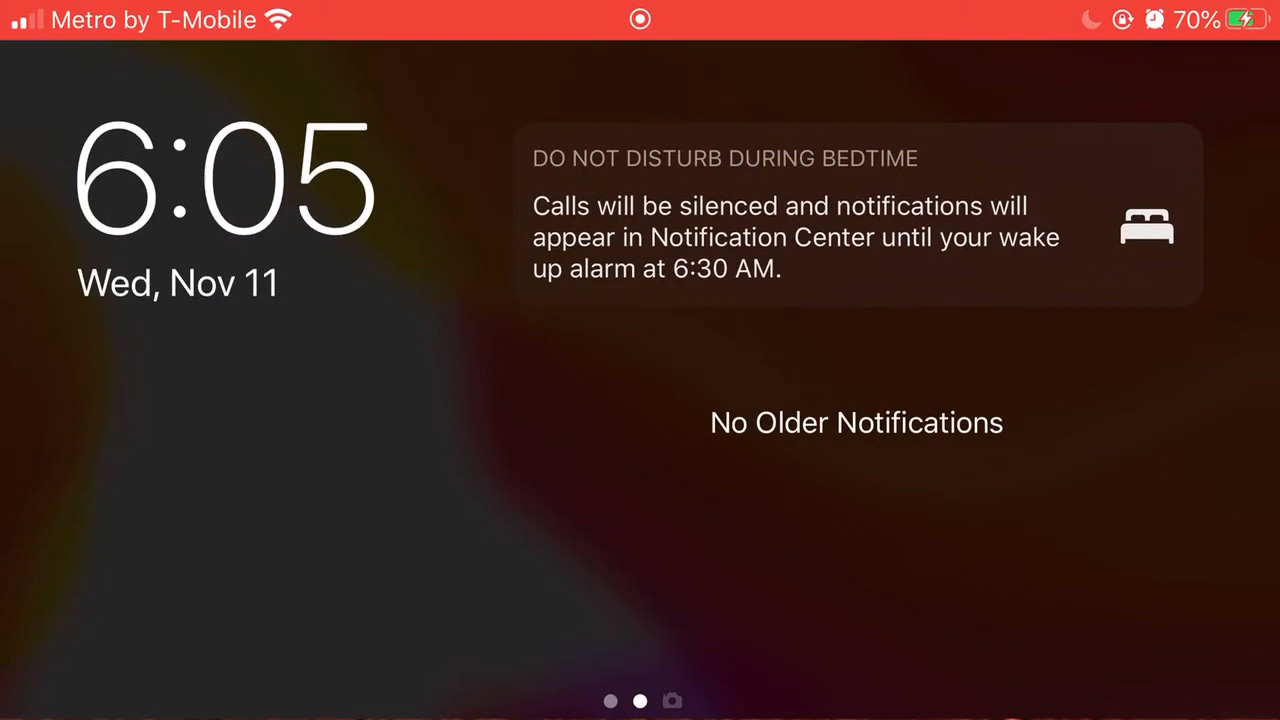 Metro by T-Mobile
70%
6:05
Wed, Nov 11
DO NOT DISTURB DURING BEDTIME
Calls will be silenced and notifications will
appear in Notification Center until your wake
up alarm at 6:30 AM.
No Older Notifications